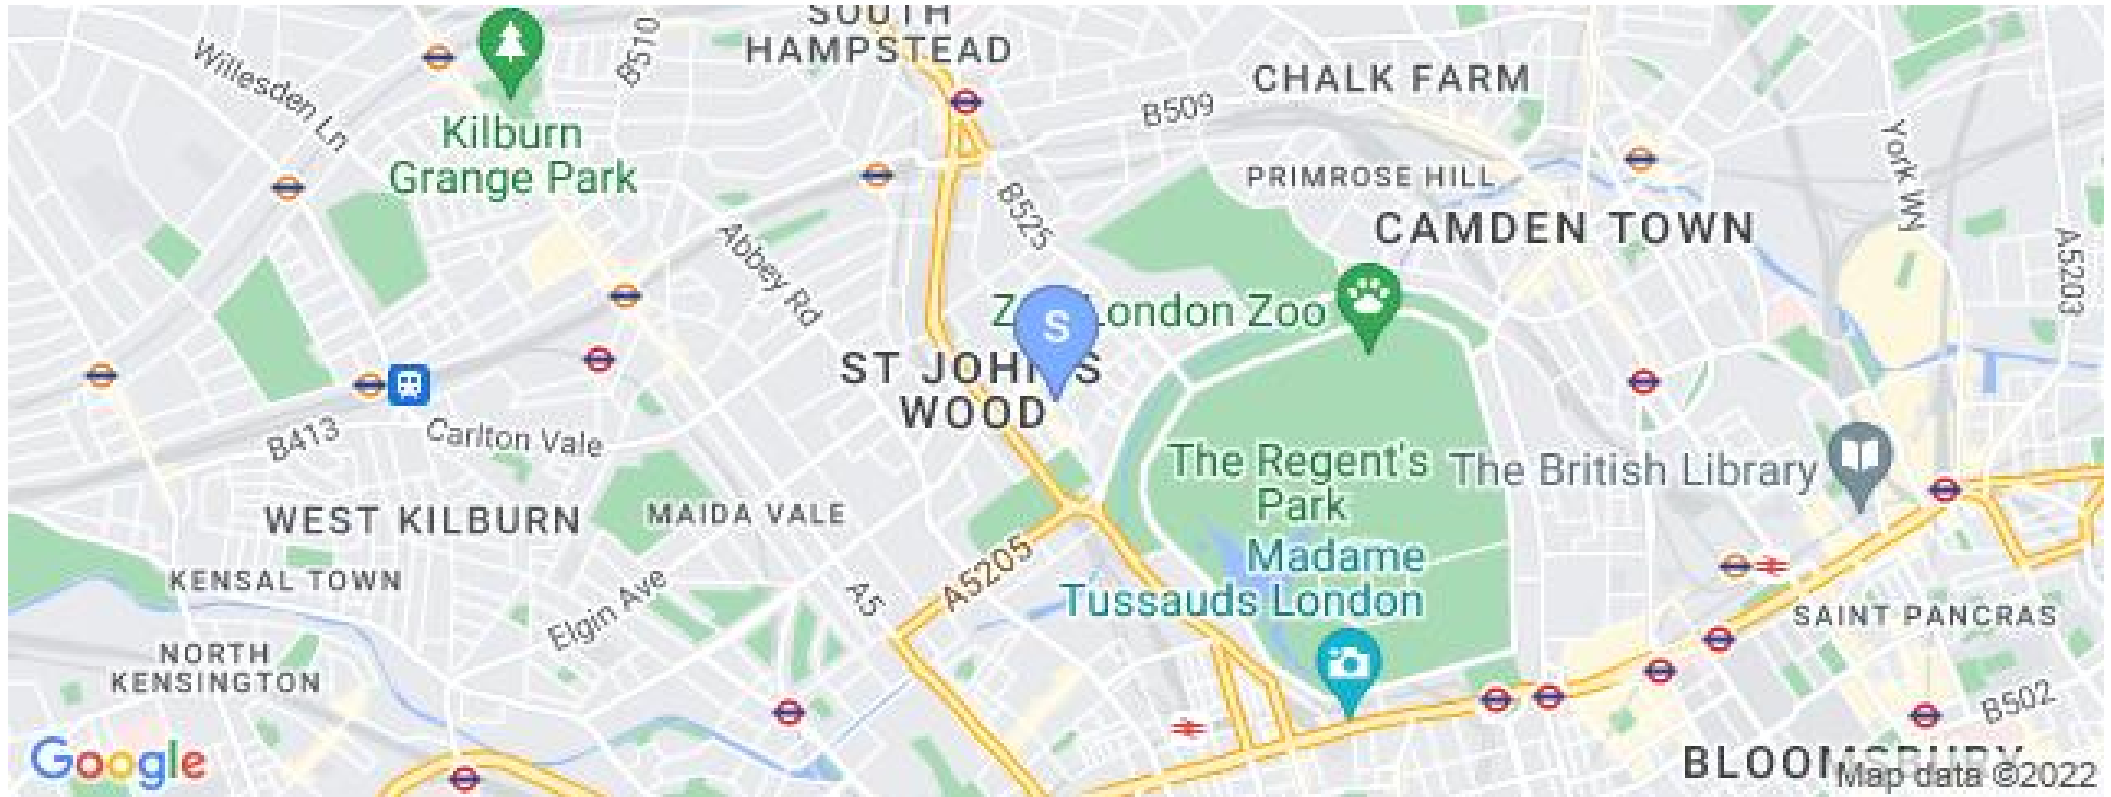 SOUTH
HAMPSTEAD
Willesden Ln
B510
CHALK FARM
B509
York Wy
Kilburn
Grange Park
PRIMROSE HILL
B525
CAMDEN TOWN
Abbey Rd
A5203
London Zoo
S
ST JOHN'S
WOOD
B413
Carlton Vale
The Regent's
Park
The British Library
WEST KILBURN
MAIDA VALE
Madame
Tussauds London
A5205
KENSAL TOWN
Elgin Ave
A5
SAINT PANCRAS
NORTH
KENSINGTON
B502
Google
BLOOMSBURY
Map data ©2022